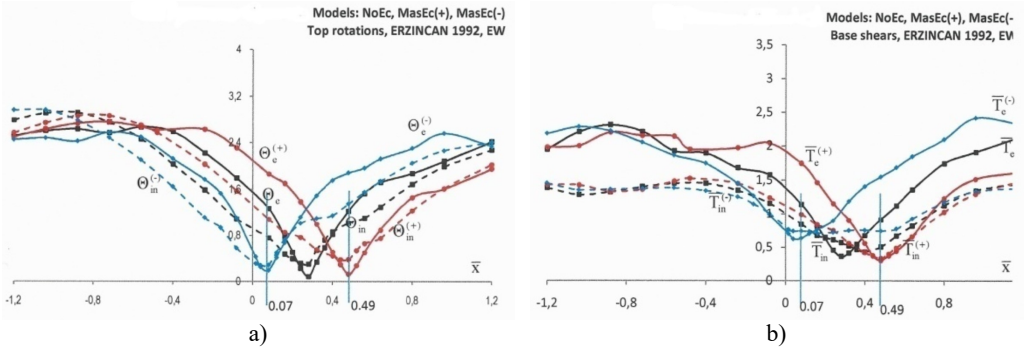 Models: NoEc, MasEc(+), MasEc(-)
Top rotations, ERZINCAN 1992, EW
4
3,2
2,4
1,6
0,8
0
-1,2
-0,8
-0,4
0
0,4
0,8
1,2
0.07
0.49
x̄
Θe(-)
Θe(+)
Θe
Θin(-)
Θin
Θin(+)
a)
Models: NoEc, MasEc(+), MasEc(-
Base shears, ERZINCAN 1992, EW
3,5
3
2,5
2
1,5
1
0,5
0
-1,2
-0,8
-0,4
0
0,4
0,8
0.07
0.49
x̄
T̄e(-)
T̄e
T̄e(+)
T̄in(-)
T̄in
T̄in(+)
b)